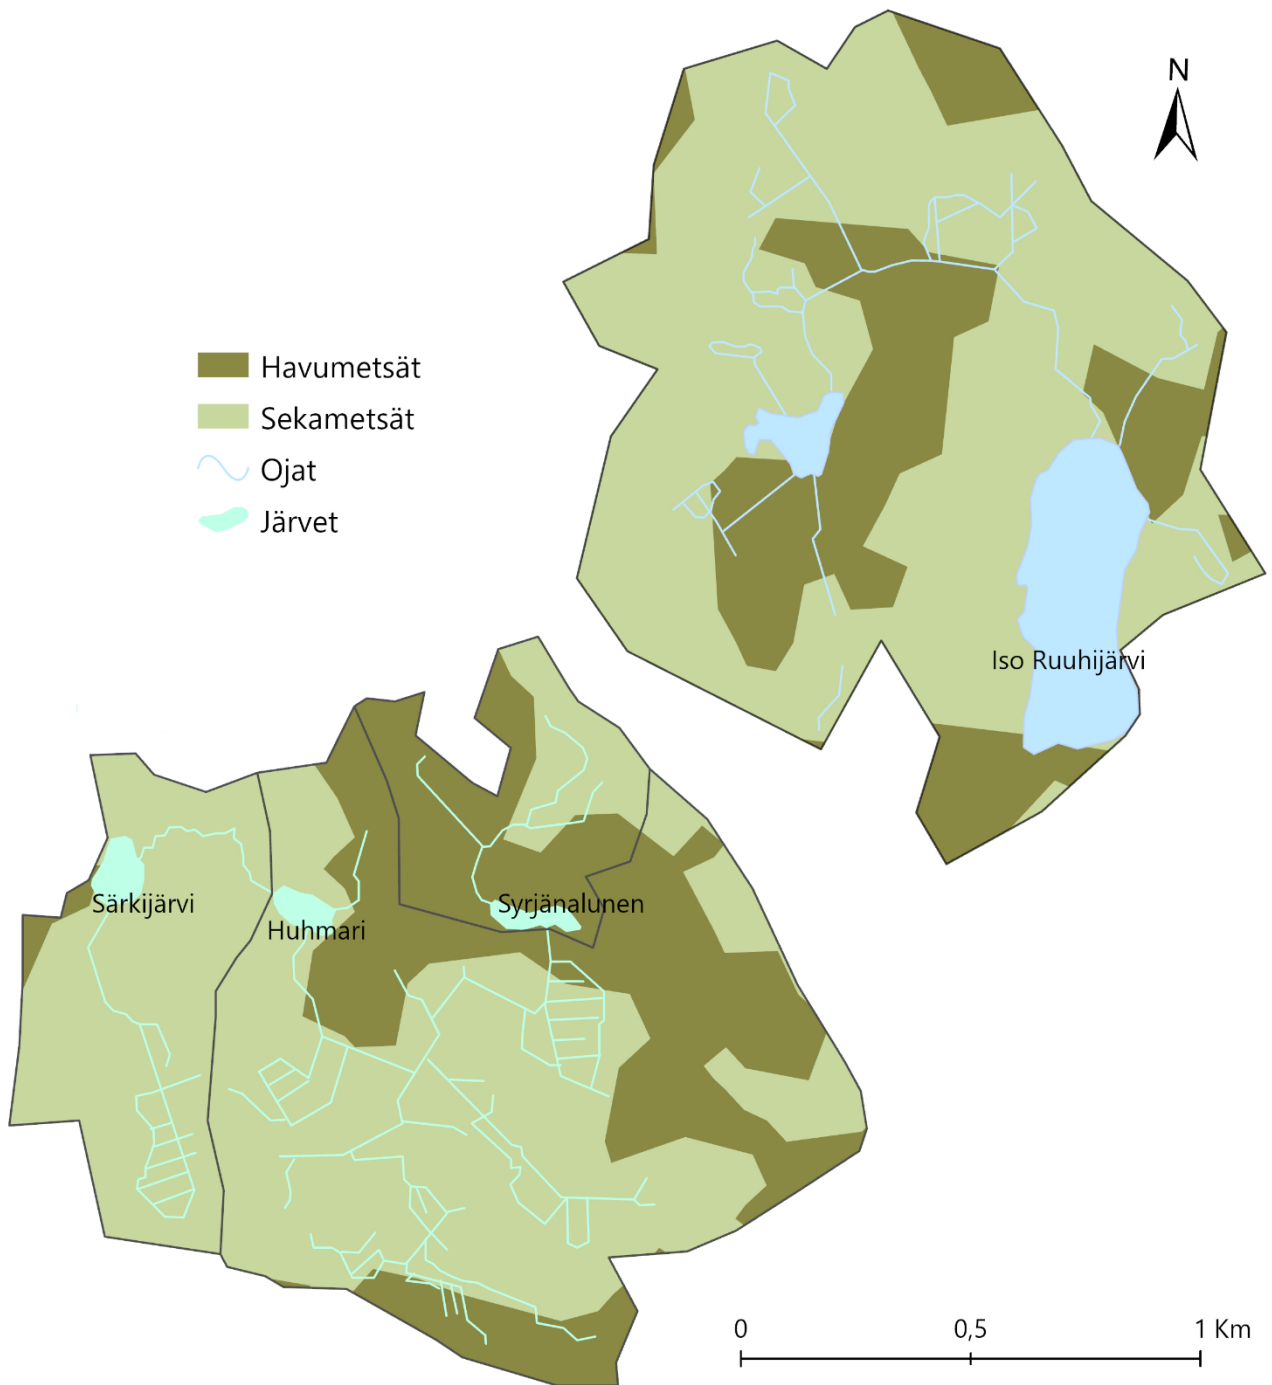 N
Havumetsät
Sekametsät
Ojat
Järvet
Iso Ruuhijärvi
Särkijärvi
Syrjänalunen
Huhmari
0 0,5 1 Km